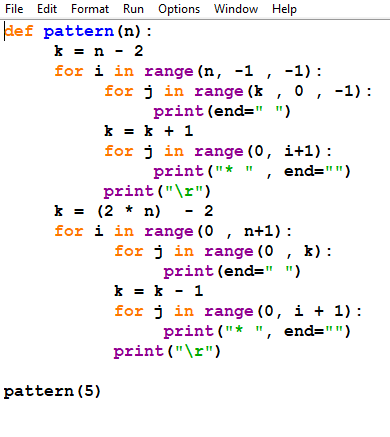 File Edit Format Run Options Window Help
def pattern(n):
     k = n - 2
     for i in range(n, -1 , -1):
          for j in range(k , 0 , -1):
               print(end=" ")
          k = k + 1
          for j in range(0, i+1):
               print("* " , end="")
          print("\r")
     k = (2 * n)  - 2
     for i in range(0 , n+1):
           for j in range(0 , k):
                print(end=" ")
           k = k - 1
           for j in range(0, i + 1):
                print("* ", end="")
           print("\r")

pattern(5)